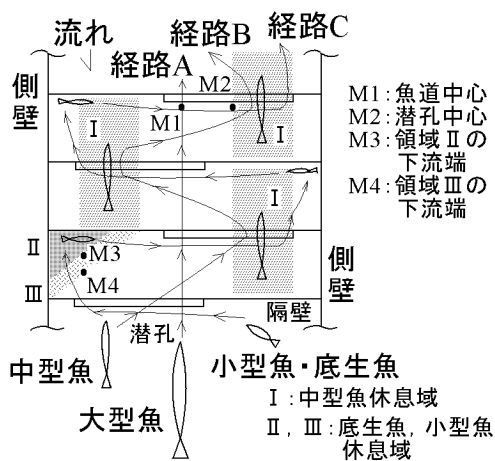 流れ
経路A
経路B
経路C
側壁
M2
M1
Ⅰ
Ⅰ
Ⅰ
M1:魚道中心
M2:潜孔中心
M3:領域Ⅱの
下流端
M4:領域Ⅲの
下流端
Ⅱ
M3
Ⅲ
M4
側壁
隔壁
潜孔
中型魚
大型魚
小型魚・底生魚
Ⅰ:中型魚休息域
Ⅱ,Ⅲ:底生魚,小型魚
休息域